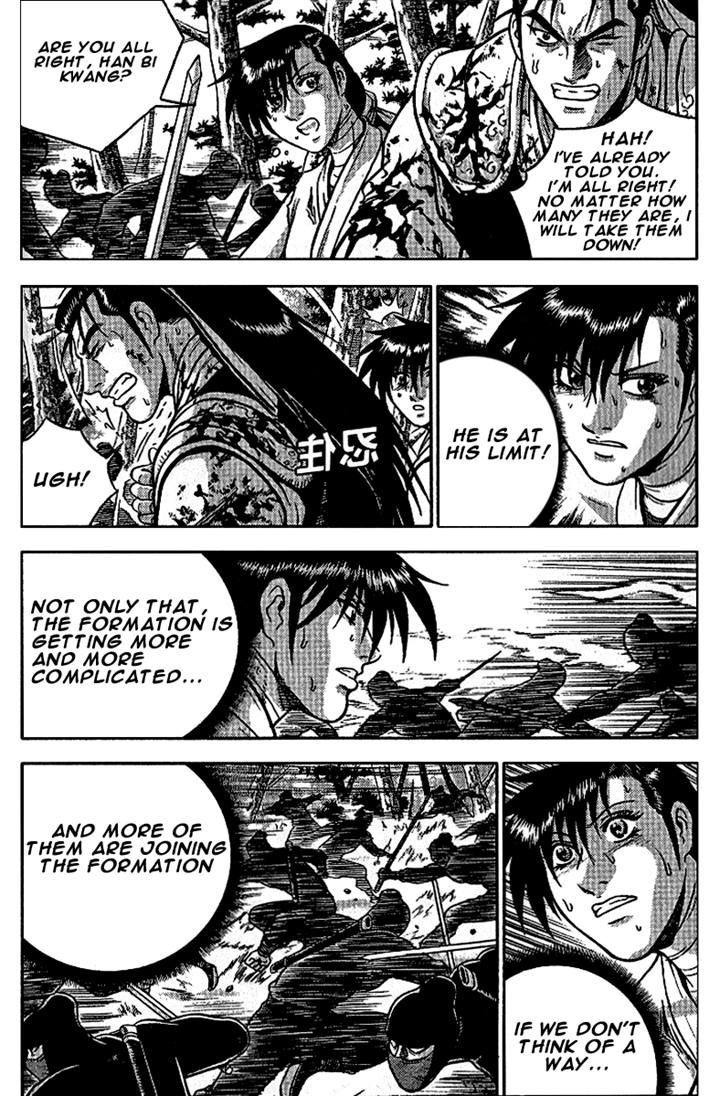 ARE YOU ALL
RIGHT, HAN BI
KWANG?
HAH!
I'VE ALREADY
TOLD YOU.
I'M ALL RIGHT!
NO MATTER HOW
MANY THEY ARE, I
WILL TAKE THEM
DOWN!
UGH!
忍住
HE IS AT
HIS LIMIT!
NOT ONLY THAT,
THE FORMATION IS
GETTING MORE
AND MORE
COMPLICATED...
AND MORE OF
THEM ARE JOINING
THE FORMATION
IF WE DON'T
THINK OF A
WAY...